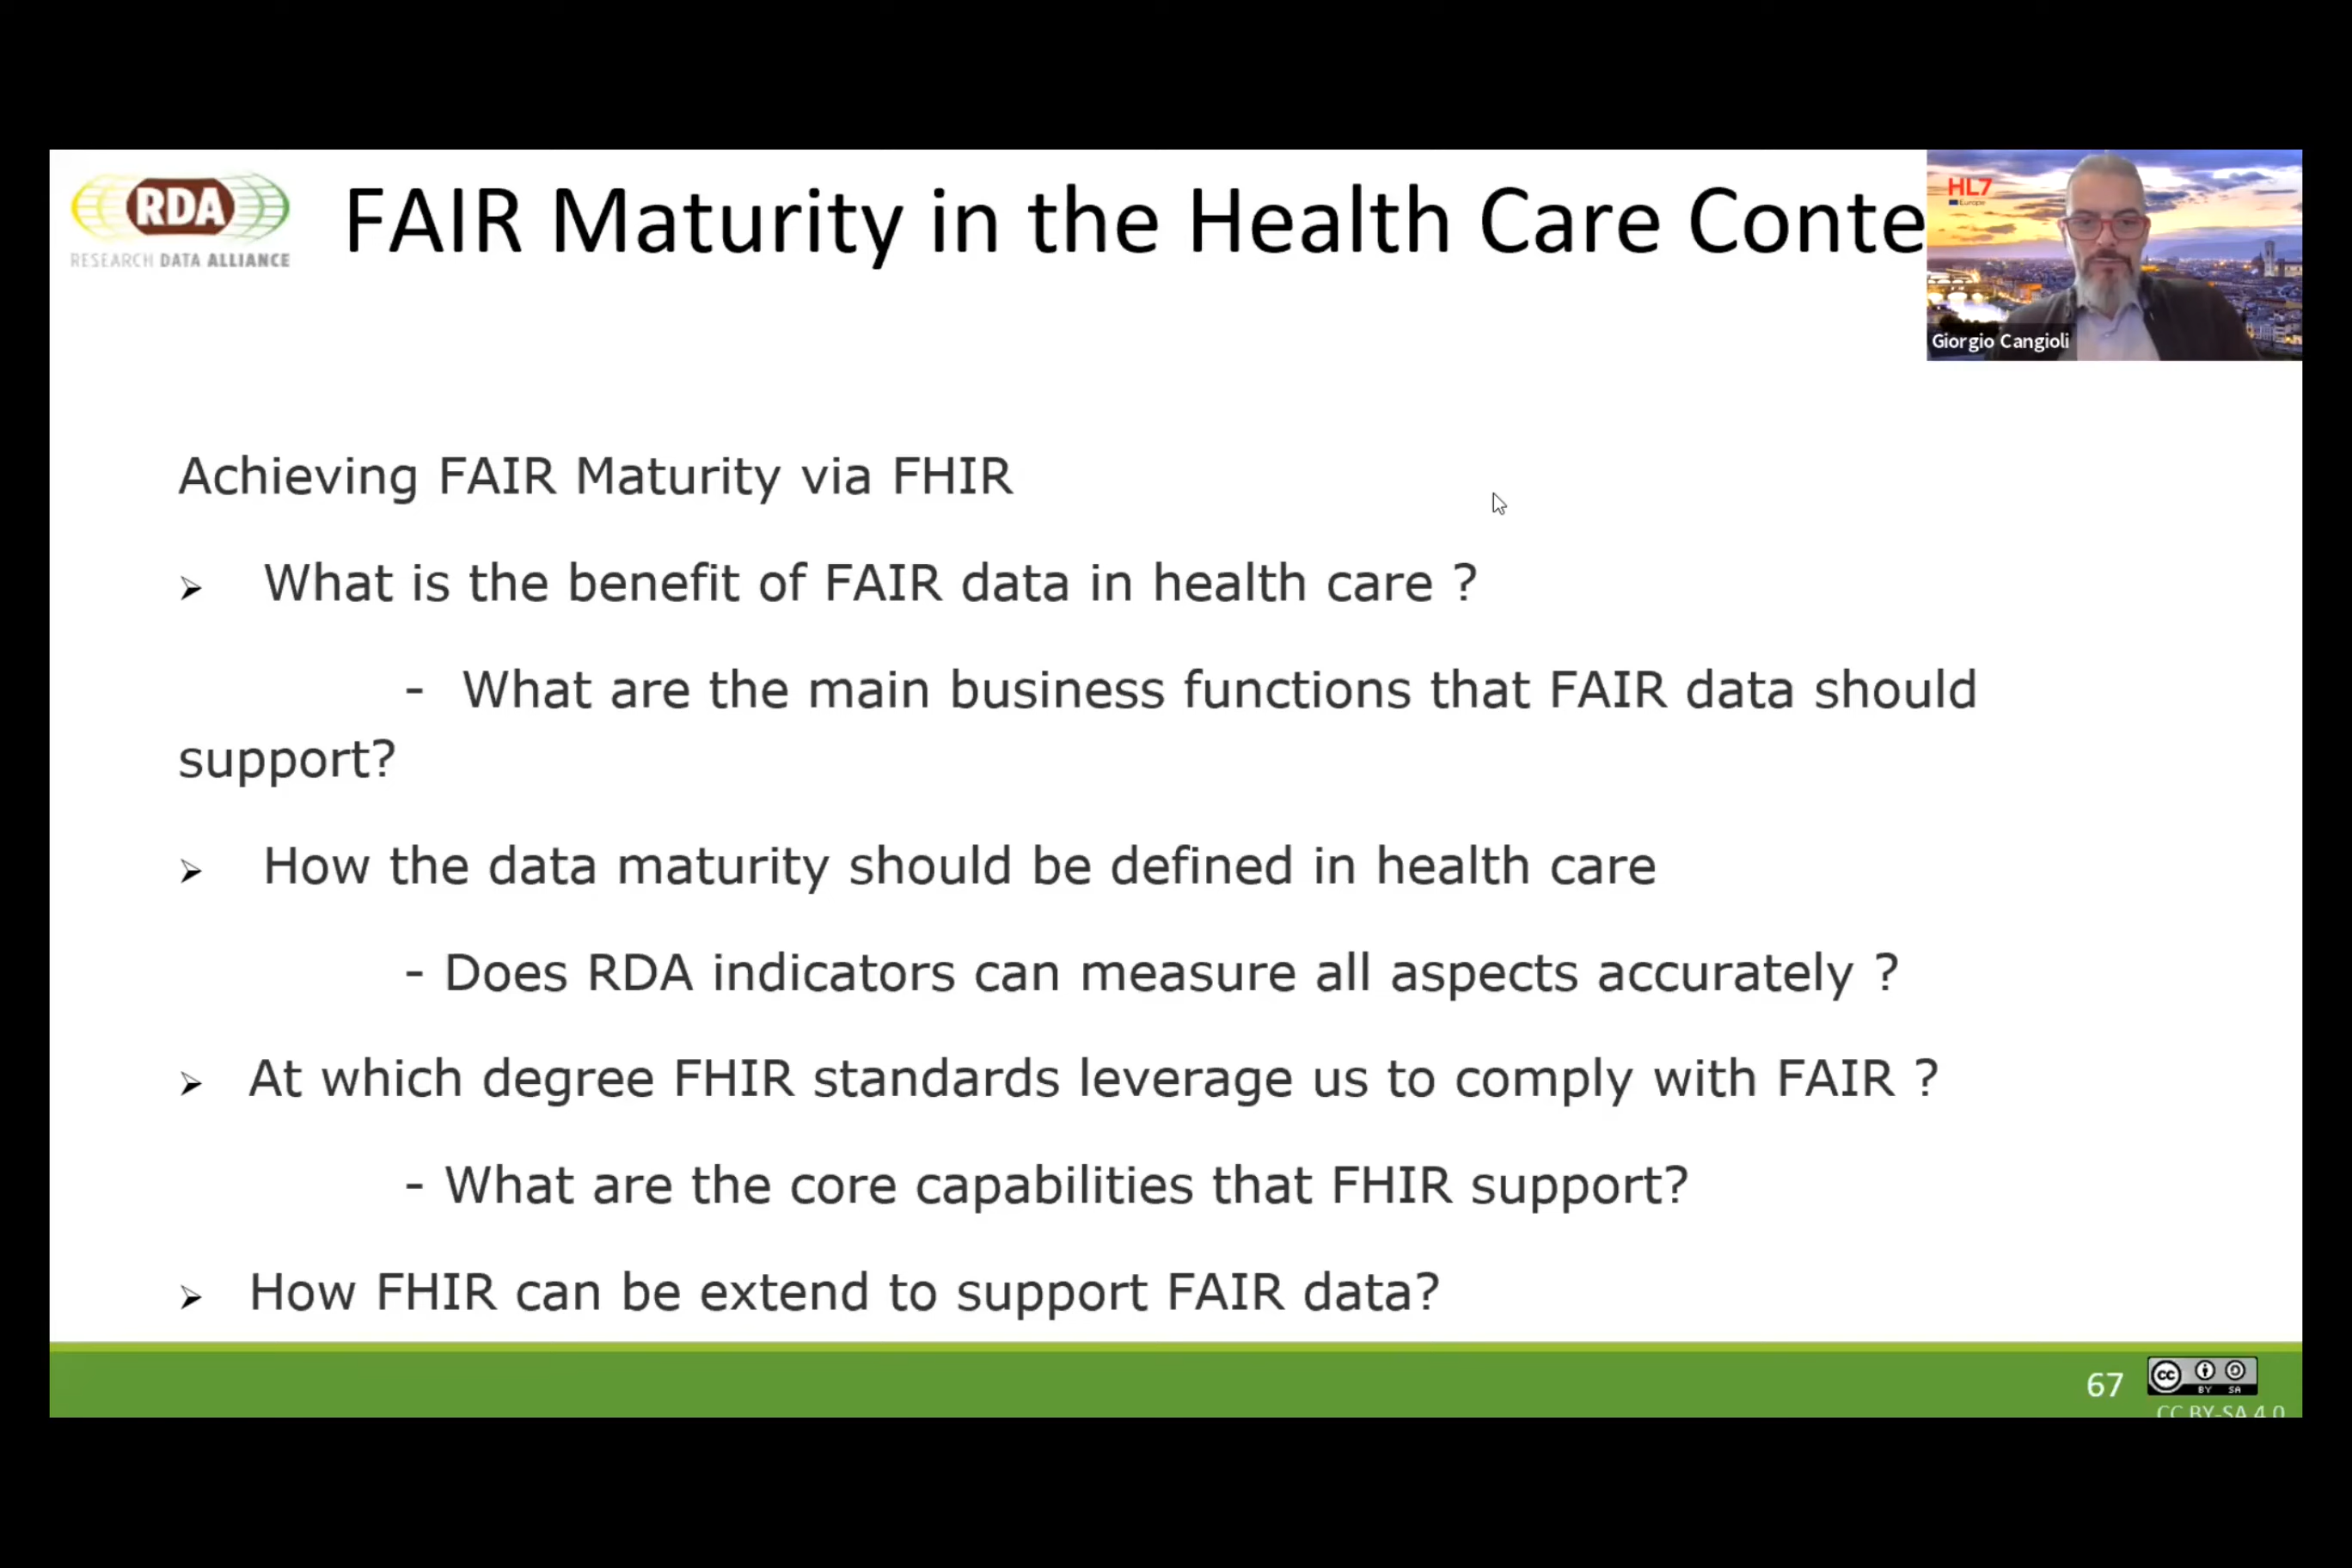 RDA
RESEARCH DATA ALLIANCE
FAIR Maturity in the Health Care Conte
HL7
Europe
Giorgio Cangioli
Achieving FAIR Maturity via FHIR
➢ What is the benefit of FAIR data in health care ?
- What are the main business functions that FAIR data should
support?
➢ How the data maturity should be defined in health care
- Does RDA indicators can measure all aspects accurately ?
➢ At which degree FHIR standards leverage us to comply with FAIR ?
- What are the core capabilities that FHIR support?
➢ How FHIR can be extend to support FAIR data?
67
cc
BY SA
CC BY-SA 4.0